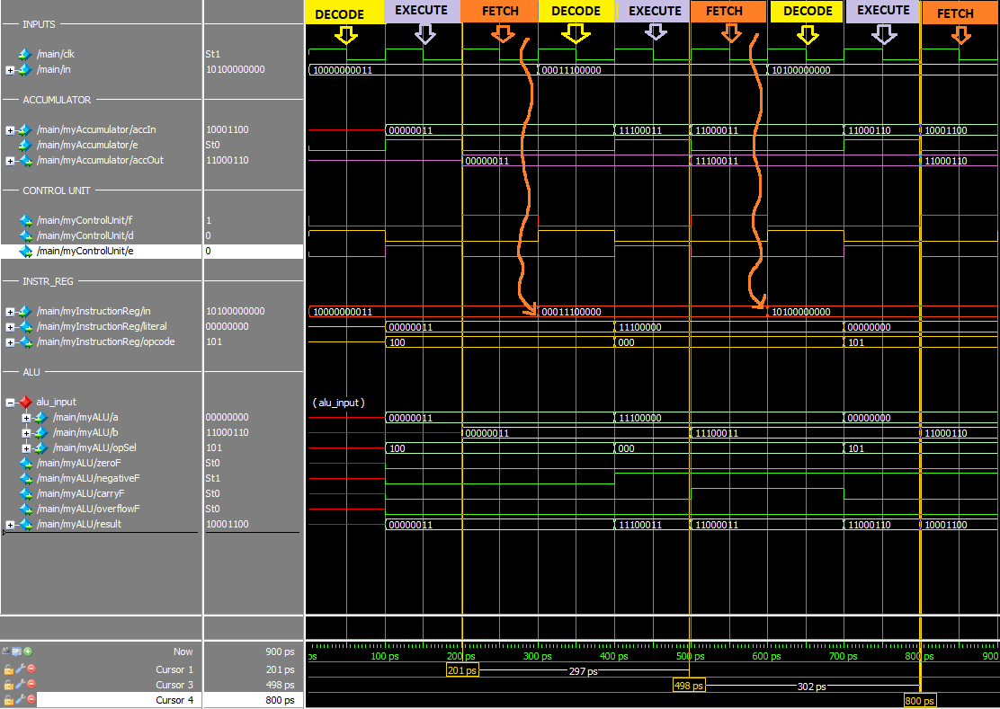 DECODE EXECUTE FETCH DECODE EXECUTE FETCH DECODE EXECUTE FETCH
INPUTS
/main/clk St1
/main/in 10100000000 10000000011 00011100000 10100000000
ACCUMULATOR
/main/myAccumulator/accIn 10001100 00000011 11100011 11000011 11000110 10001100
/main/myAccumulator/e St0
/main/myAccumulator/accOut 11000110 00000011 11100011 11000110
CONTROL UNIT
/main/myControlUnit/f 1
/main/myControlUnit/d 0
/main/myControlUnit/e 0
INSTR_REG
/main/myInstructionReg/in 10100000000 10000000011 00011100000 10100000000
/main/myInstructionReg/literal 00000000 00000011 11100000 00000000
/main/myInstructionReg/opcode 101 100 000 101
ALU
alu_input ( alu_input )
/main/myALU/a 00000000 00000011 11100000 00000000
/main/myALU/b 11000110 00000011 11100011 11000110
/main/myALU/opSel 101 100 000 101
/main/myALU/zeroF St0
/main/myALU/negativeF St1
/main/myALU/carryF St0
/main/myALU/overflowF St0
/main/myALU/result 10001100 00000011 11100011 11000011 11000110 10001100
Now 900 ps ps 100 ps 200 ps 300 ps 400 ps 500 ps 600 ps 700 ps 800 ps 900
Cursor 1 201 ps 201 ps 297 ps
Cursor 3 498 ps 498 ps 302 ps
Cursor 4 800 ps 800 ps